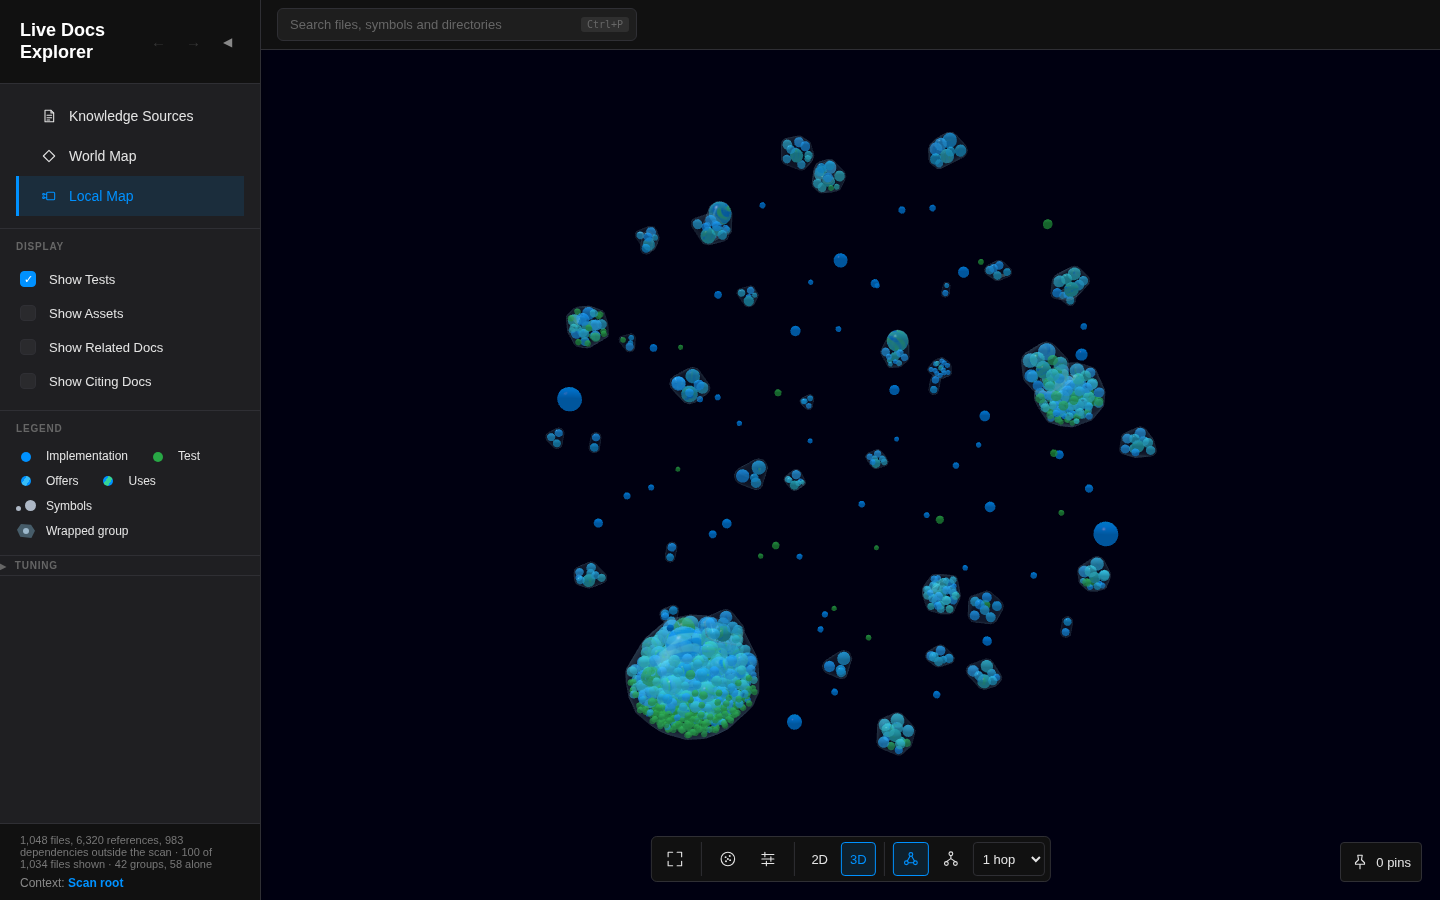 Live Docs
Explorer
Search files, symbols and directories
Ctrl+P
Knowledge Sources
World Map
Local Map
DISPLAY
Show Tests
Show Assets
Show Related Docs
Show Citing Docs
LEGEND
Implementation
Test
Offers
Uses
Symbols
Wrapped group
TUNING
1,048 files, 6,320 references, 983
dependencies outside the scan · 100 of
1,034 files shown · 42 groups, 58 alone
Context: Scan root
2D
3D
1 hop
0 pins